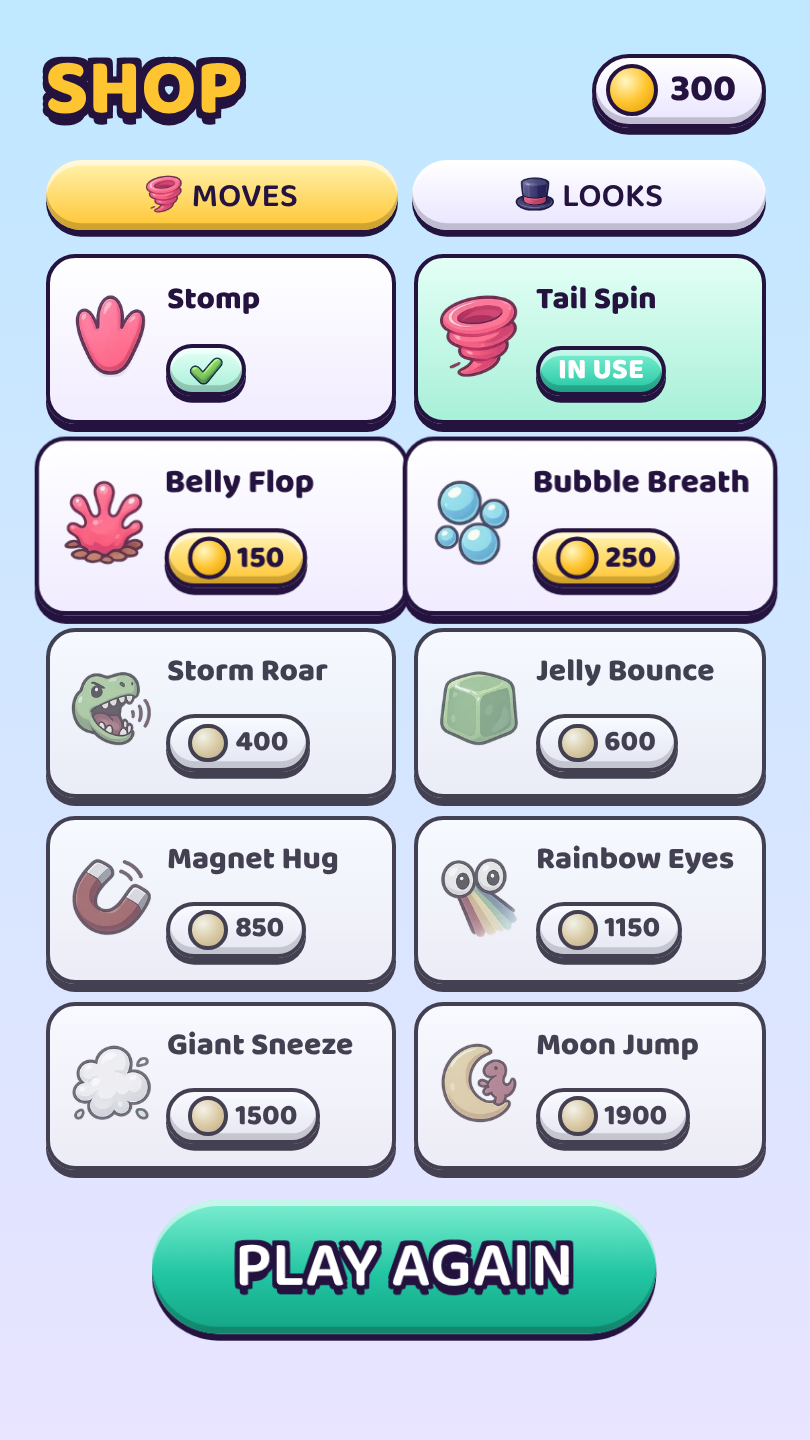 SHOP
300
MOVES
LOOKS
Stomp
Tail Spin
IN USE
Belly Flop
150
Bubble Breath
250
Storm Roar
400
Jelly Bounce
600
Magnet Hug
850
Rainbow Eyes
1150
Giant Sneeze
1500
Moon Jump
1900
PLAY AGAIN